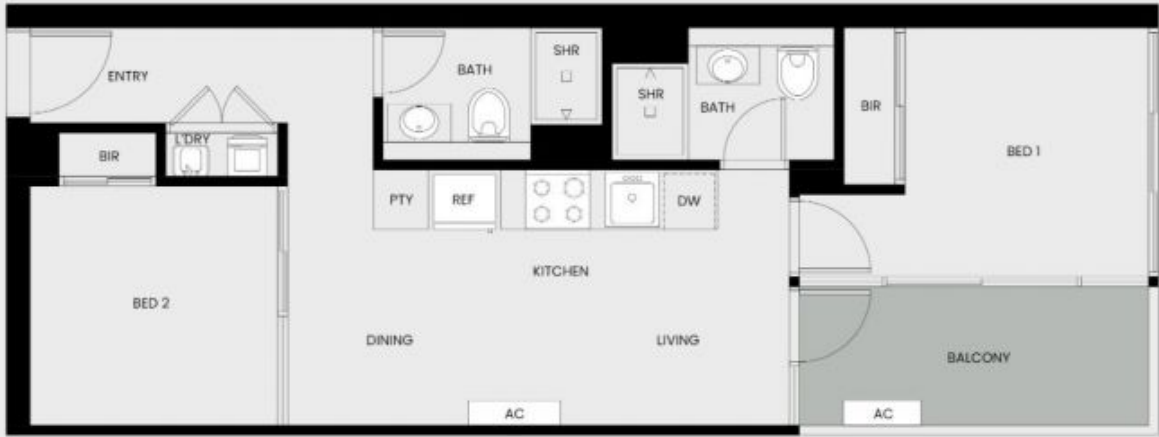 ENTRY
BATH
SHR
SHR
BATH
BIR
BED 1
L'DRY
BIR
PTY
REF
DW
KITCHEN
BED 2
DINING
LIVING
BALCONY
AC
AC